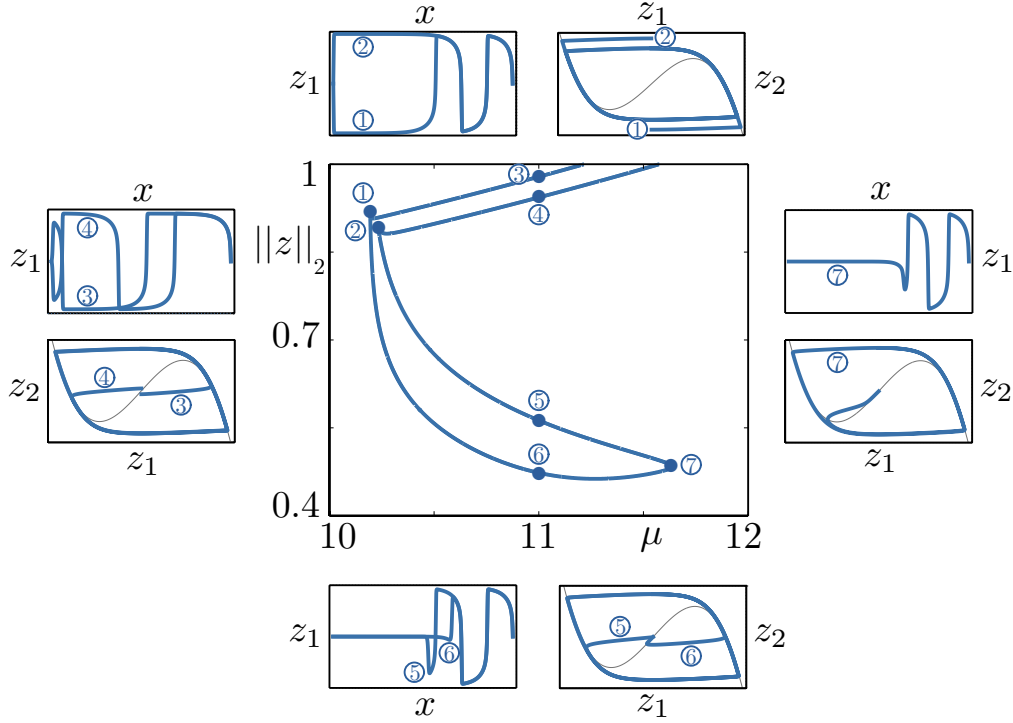 x
z₁
②
①
z₁
z₂
②
①
x
z₁
④
③
z₂
④
③
z₁
||z||₂
1
0.7
0.4
10
11
μ
12
①
②
③
④
⑤
⑥
⑦
x
z₁
⑦
z₂
⑦
z₁
z₁
⑤
⑥
x
z₂
⑤
⑥
z₁